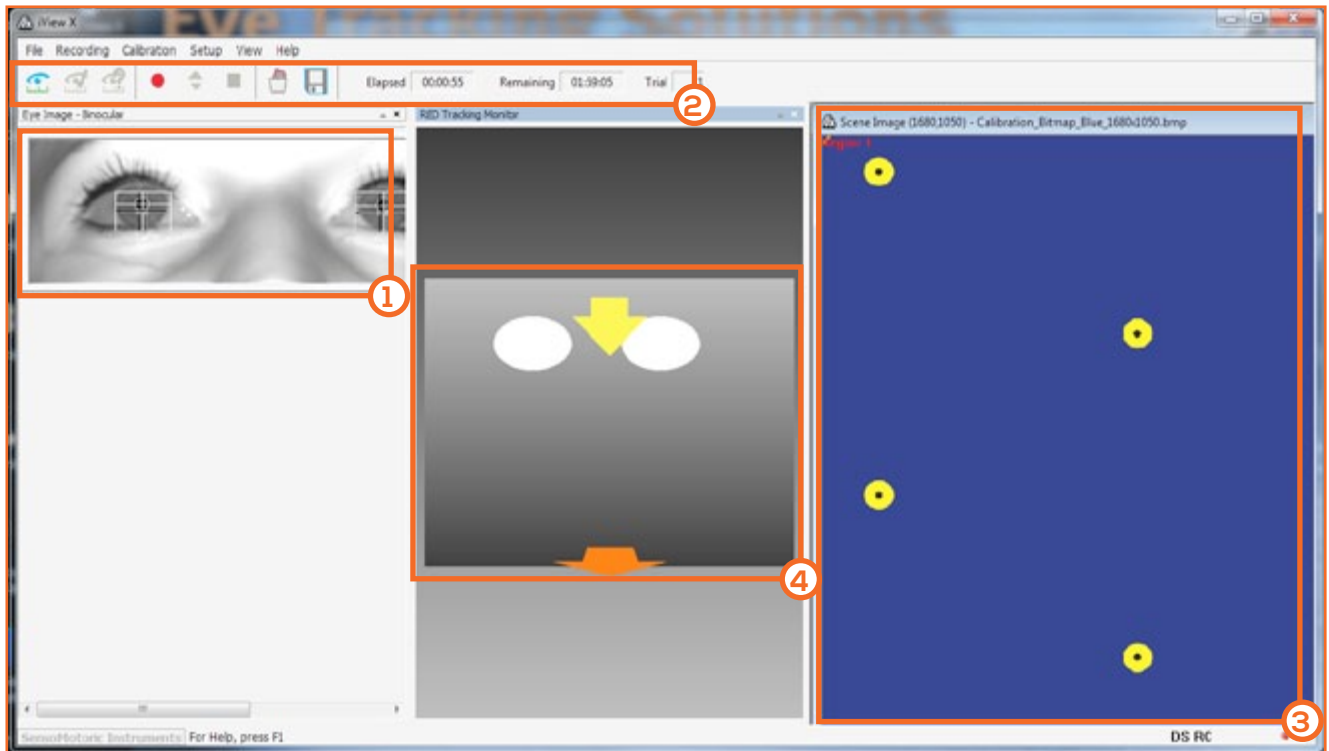 Eye Tracking Solutions
iView X
File Recording Calibration Setup View Help
Elapsed 00:00:55 Remaining 01:59:05 Trial
2
Eye Image - Binocular
RED Tracking Monitor
Scene Image (1680,1050) - Calibration_Bitmap_Blue_1680x1050.bmp
Region 1
1
4
3
SensoMotoric Instruments For Help, press F1
DS RC